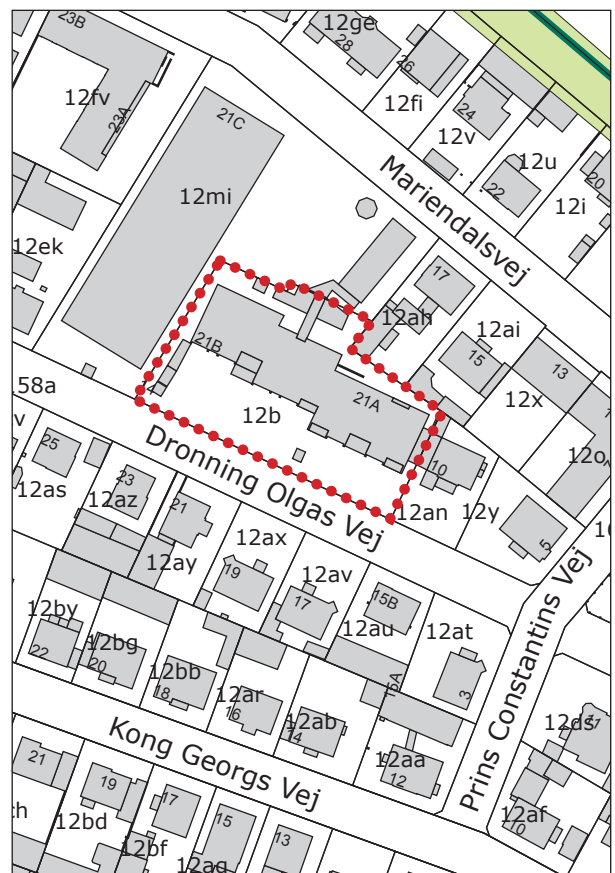 23B
12ge
28
26
12fv
12fi
23A
21C
24
12v
12u
20
22
12i
12mi
Mariendalsvej
12ek
17
12ah
12ai
21B
15
13
58a
14
21A
12x
12b
Dronning Olgas Vej
10
12o
v
25
12as
23
12az
21
12an
12y
5
12ay
12ax
19
12av
17
15B
12au
12at
12by
22
12bg
20
12bb
18
12ar
16
12ab
14
15A
3
12aa
12
Prins Constantins Vej
12ds
Kong Georgs Vej
21
19
17
15
13
12af
10
12bd
12bf
12aq